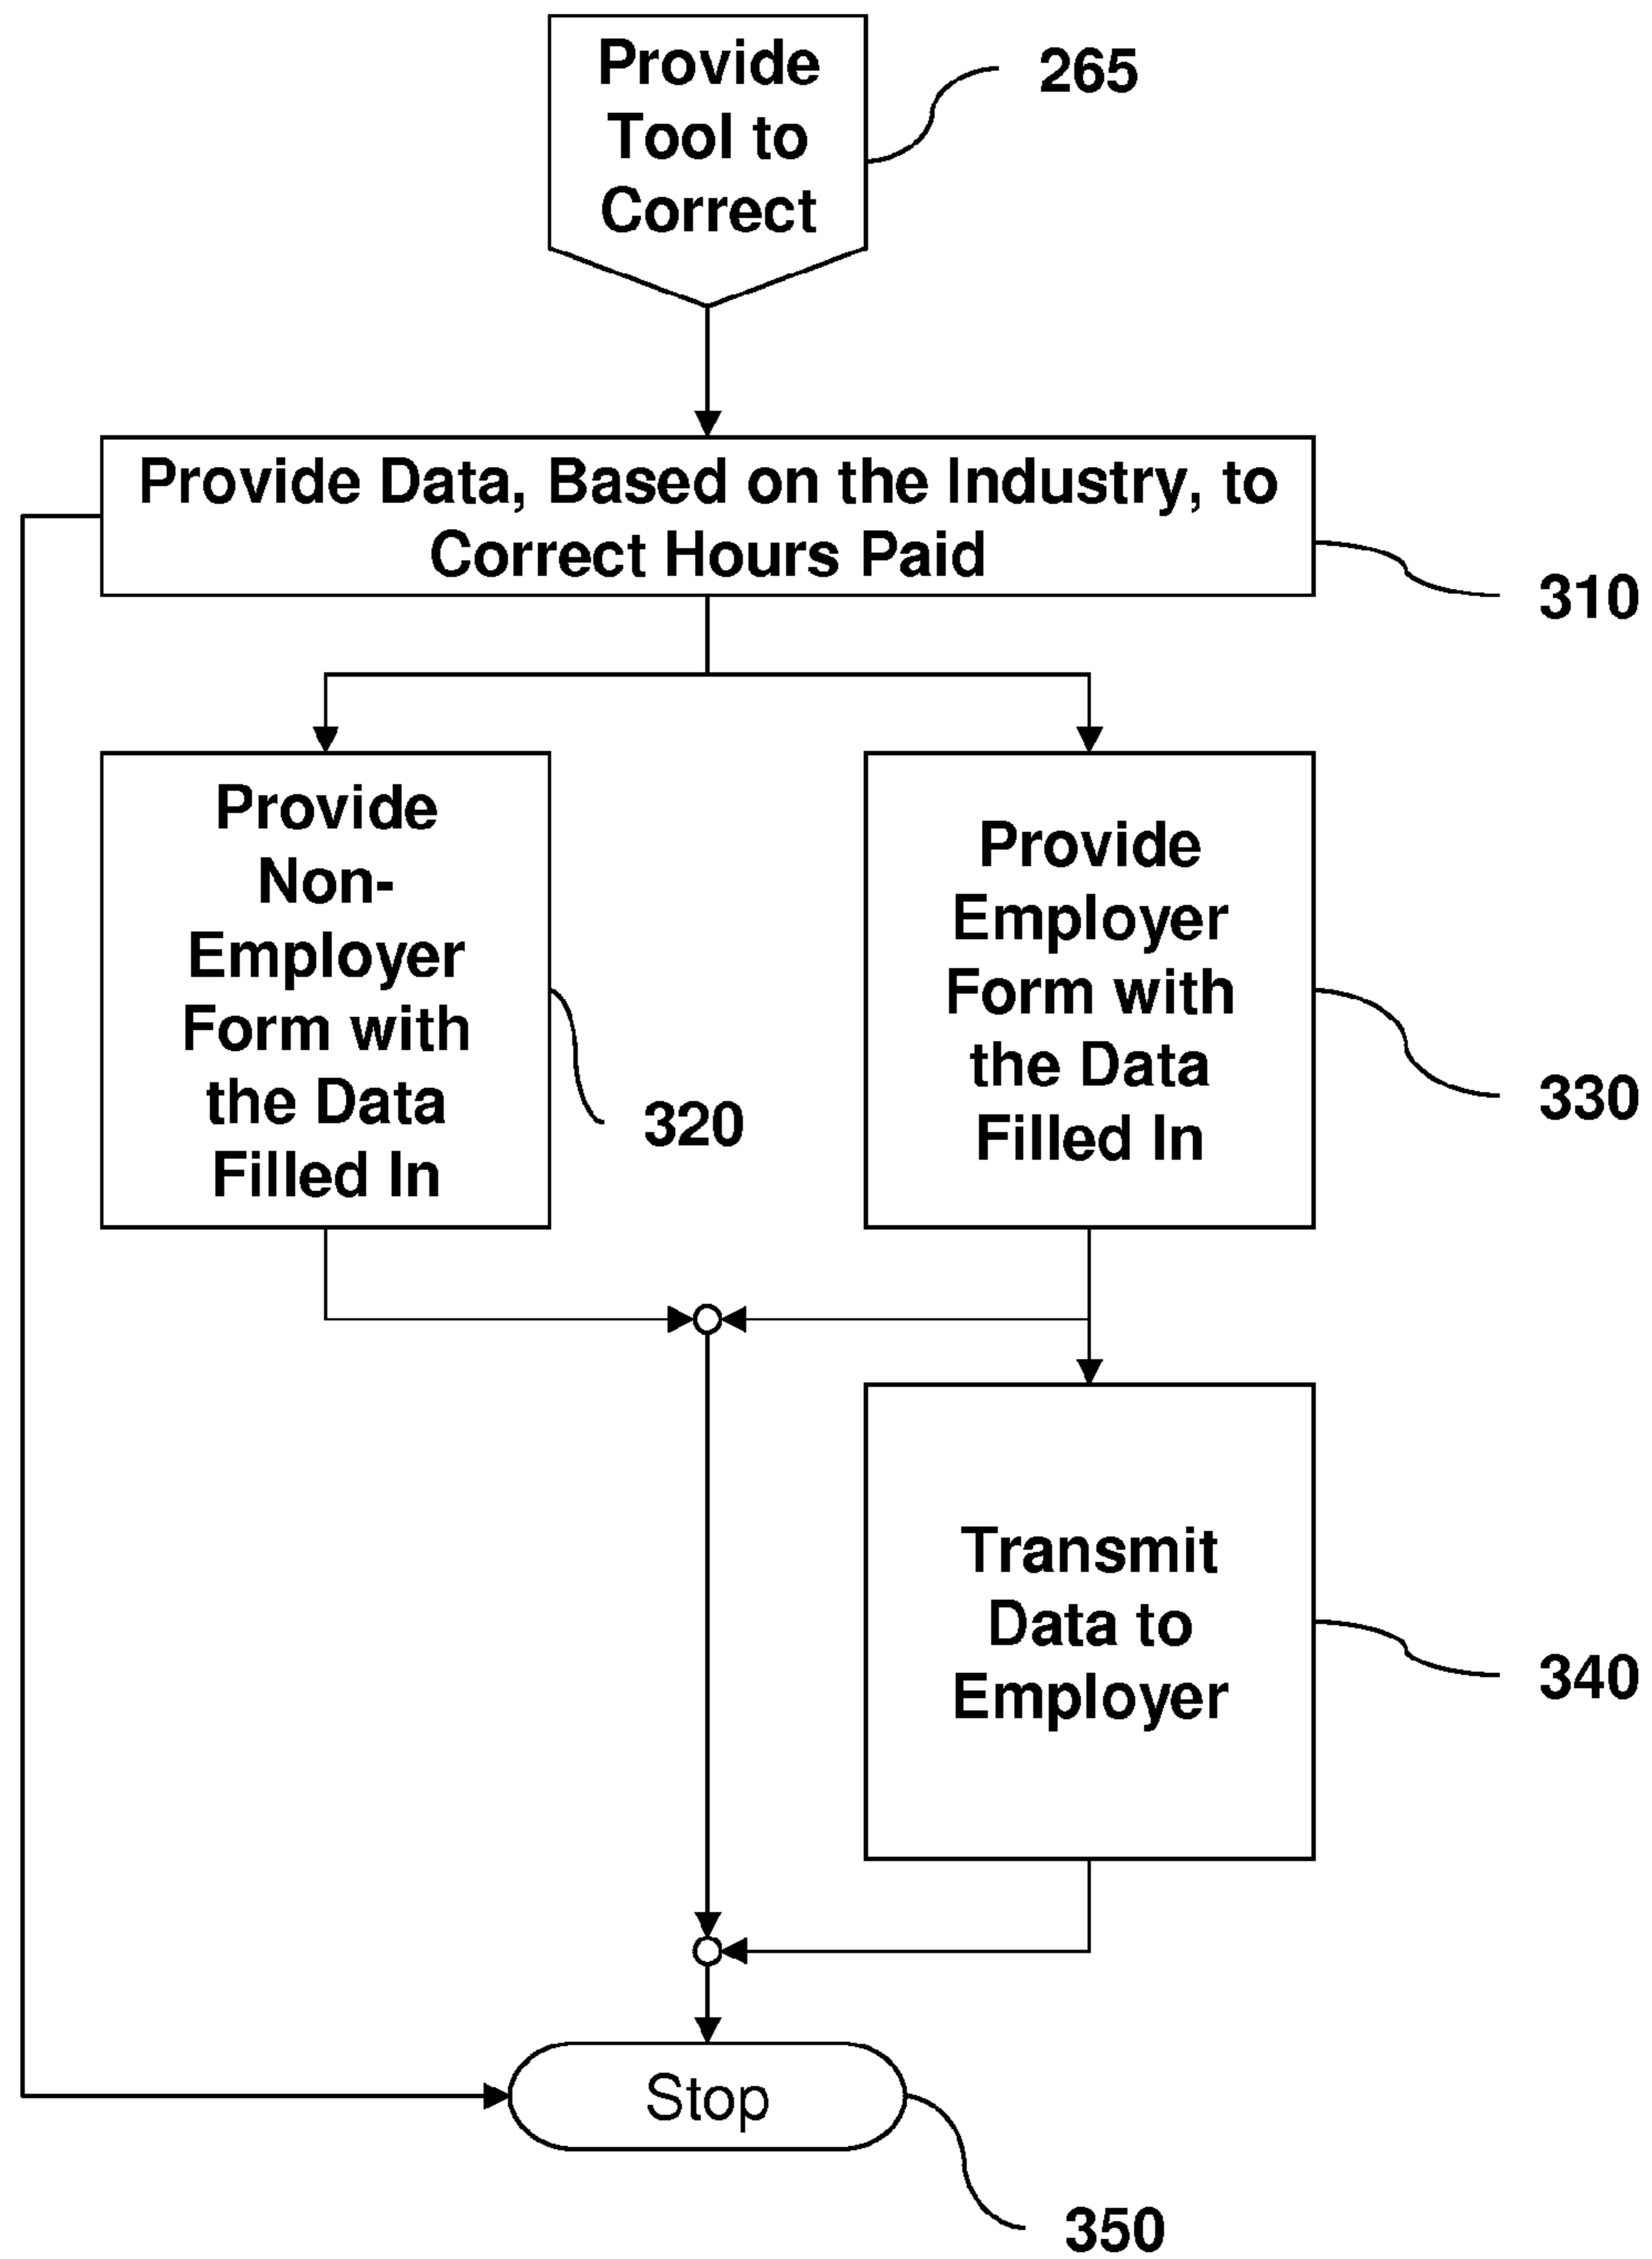 Provide
Tool to
Correct
265
Provide Data, Based on the Industry, to
Correct Hours Paid
310
Provide
Non-
Employer
Form with
the Data
Filled In
320
Provide
Employer
Form with
the Data
Filled In
330
Transmit
Data to
Employer
340
Stop
350